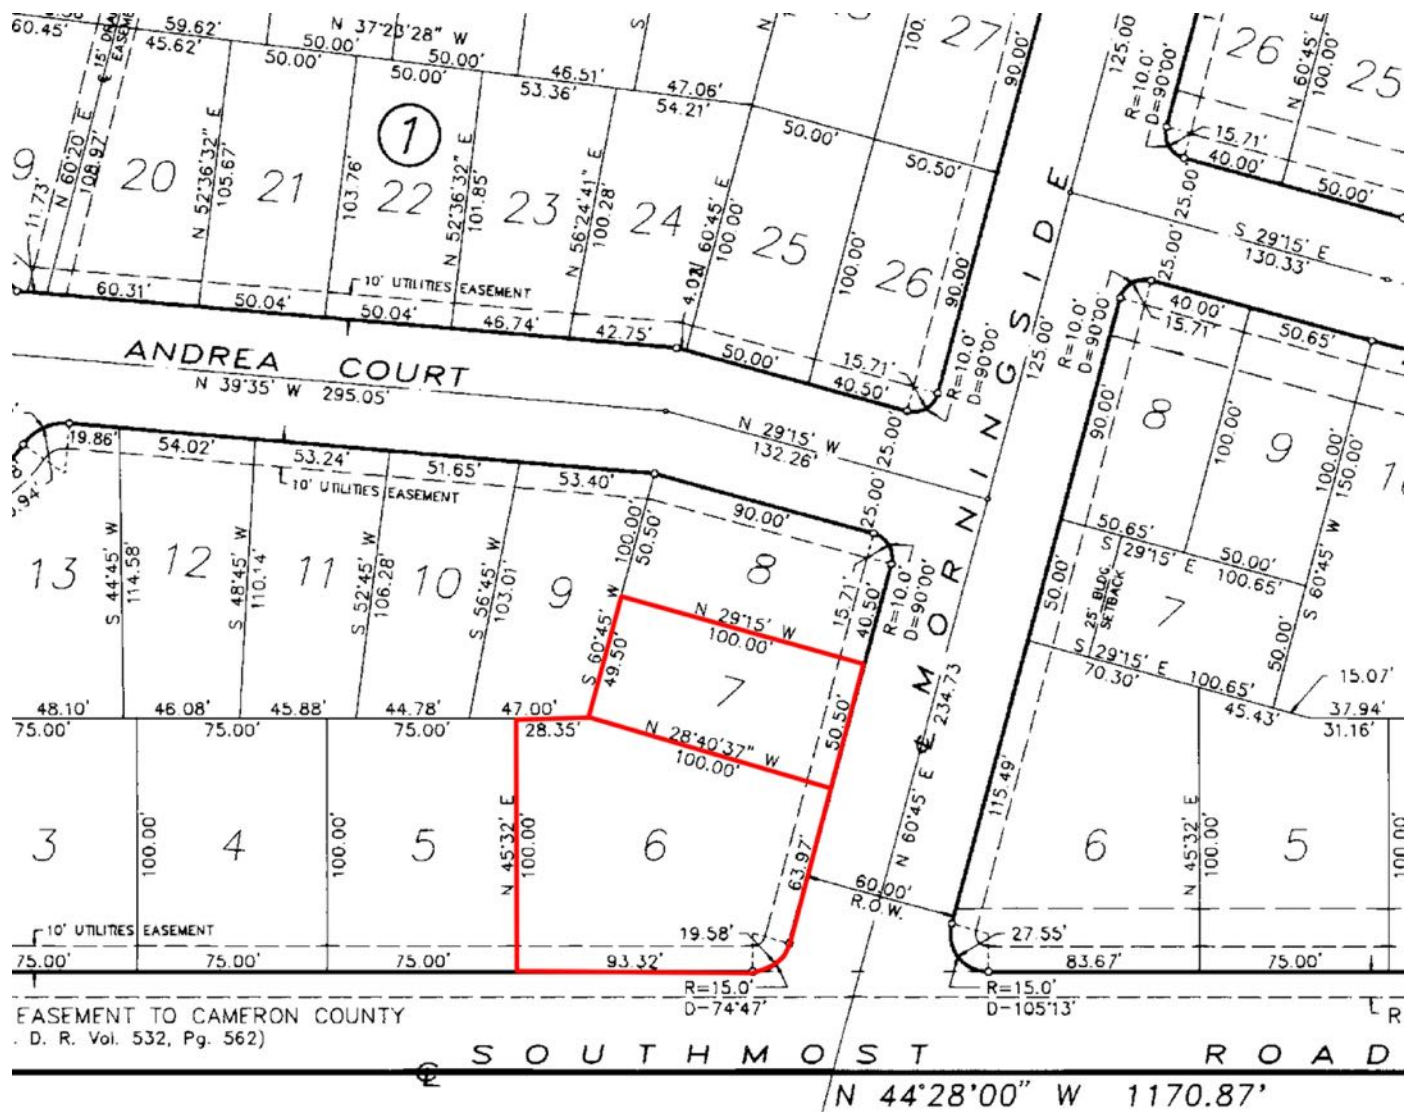 60.45'
59.62'
45.62'
N 37°23'28" W
50.00'
50.00'
50.00'
50.00'
46.51'
53.36'
47.06'
54.21'
S
N
100.
27
90.00'
125.00'
R=10.0'
D=90°00'
26
N 60°45' E
100.00'
25
15' DRA
EASEME
1
50.00'
50.50'
15.71'
40.00'
50.00'
9
11.73'
N 60°20' E
108.97'
20
N 52°36'32" E
105.67'
21
103.76'
22
N 52°36'32" E
101.85'
23
N 56°24'41" E
100.28'
24
4.02'
N 60°45' E
100.00'
25
100.00'
26
90.00'
25.00'
S 29°15' E
130.33'
25.00'
10' UTILITIES EASEMENT
60.31'
50.04'
50.04'
46.74'
42.75'
50.00'
40.50'
15.71'
R=10.0'
D=90°00'
MORNINGSIDE
125.00'
R=10.0'
D=90°00'
40.00'
15.71'
50.65'
ANDREA COURT
N 39°35' W 295.05'
N 29°15' W
132.26'
25.00'
25.00'
90.00'
8
100.00'
9
100.00'
150.00'
S 60°45' W
19.86'
54.02'
53.24'
51.65'
53.40'
10' UTILITIES EASEMENT
90.00'
100.00'
50.50'
8
15.71'
40.50'
R=10.0'
D=90°00'
50.65'
S 29°15' E
50.00'
100.65'
50.00'
25' BLDG.
SETBACK
7
S 29°15' E
100.65'
70.30'
50.00'
45.43'
15.07'
37.94'
31.16'
13
S 44°45' W
114.58'
12
S 48°45' W
110.14'
11
S 52°45' W
106.28'
10
S 56°45' W
103.01'
9
S 60°45' W
49.50'
N 29°15' W
100.00'
7
50.50'
234.73
N 60°45' E
48.10'
75.00'
46.08'
75.00'
45.88'
44.78'
75.00'
47.00'
28.35'
N 28°40'37" W
100.00'
3
100.00'
4
100.00'
5
N 45°32' E
100.00'
6
63.97'
60.00'
R.O.W.
115.49'
6
N 45°32' E
100.00'
5
100.00'
10' UTILITIES EASEMENT
75.00'
75.00'
75.00'
93.32'
19.58'
R=15.0'
D-74°47'
27.55'
R=15.0'
D-105°13'
83.67'
75.00'
R
EASEMENT TO CAMERON COUNTY
. D. R. Vol. 532, Pg. 562)
SOUTHMOST ROAD
N 44°28'00" W 1170.87'